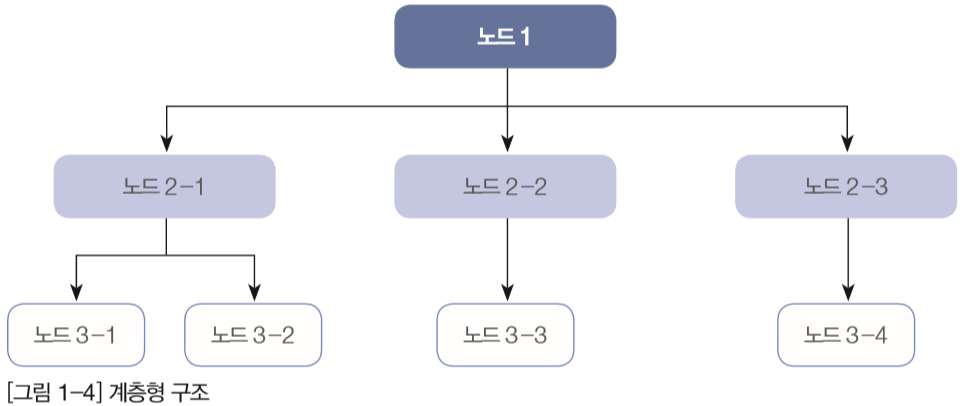 노드 1
노드 2-1
노드 2-2
노드 2-3
노드 3-1
노드 3-2
노드 3-3
노드 3-4
[그림 1-4] 계층형 구조